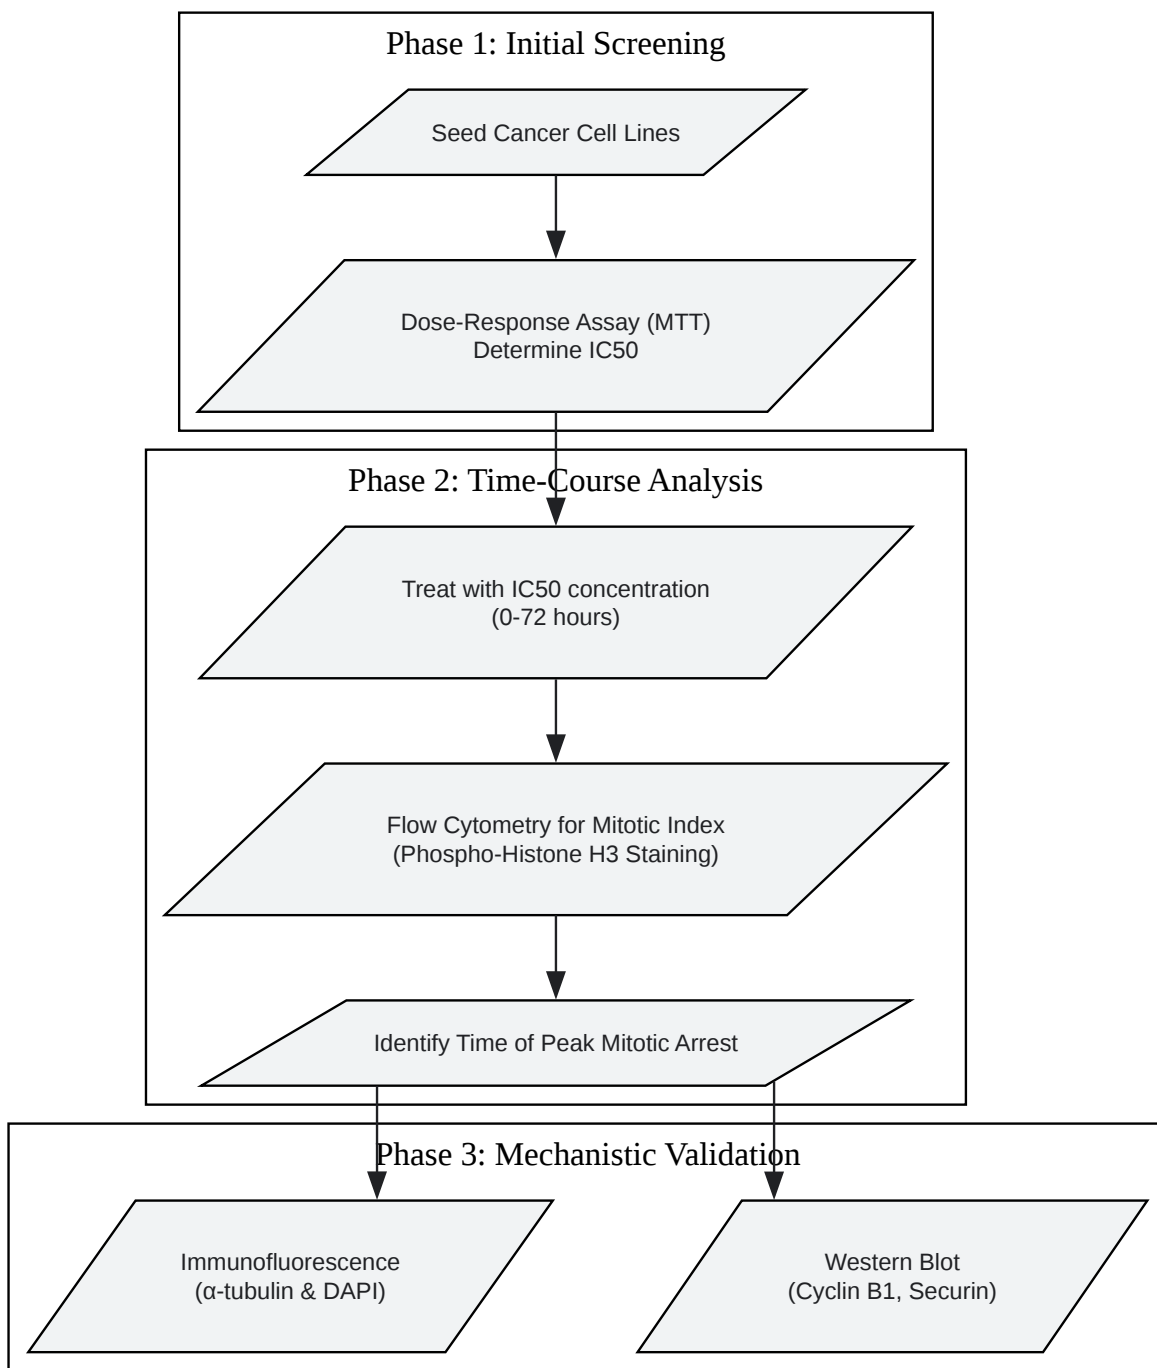 Phase 1: Initial Screening
Seed Cancer Cell Lines
Dose-Response Assay (MTT)
Determine IC50
Phase 2: Time-Course Analysis
Treat with IC50 concentration
(0-72 hours)
Flow Cytometry for Mitotic Index
(Phospho-Histone H3 Staining)
Identify Time of Peak Mitotic Arrest
Phase 3: Mechanistic Validation
Immunofluorescence
(α-tubulin & DAPI)
Western Blot
(Cyclin B1, Securin)